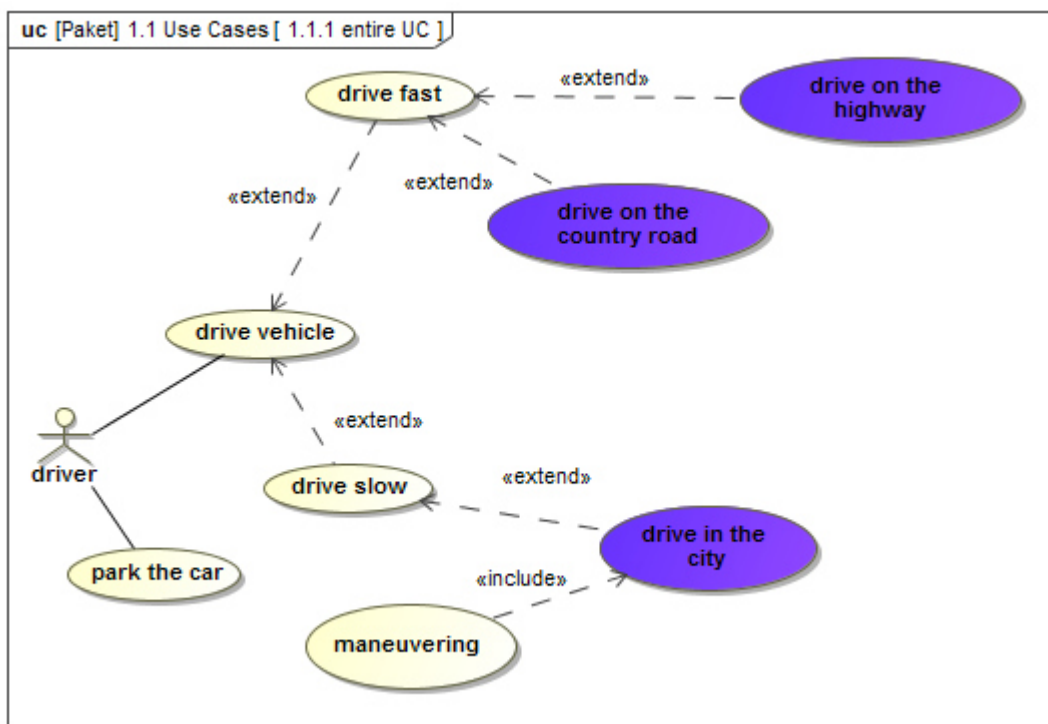 uc [Paket] 1.1 Use Cases [ 1.1.1 entire UC ]
drive fast
«extend»
drive on the
highway
«extend»
«extend»
drive on the
country road
drive vehicle
«extend»
driver
drive slow
«extend»
drive in the
city
park the car
«include»
maneuvering